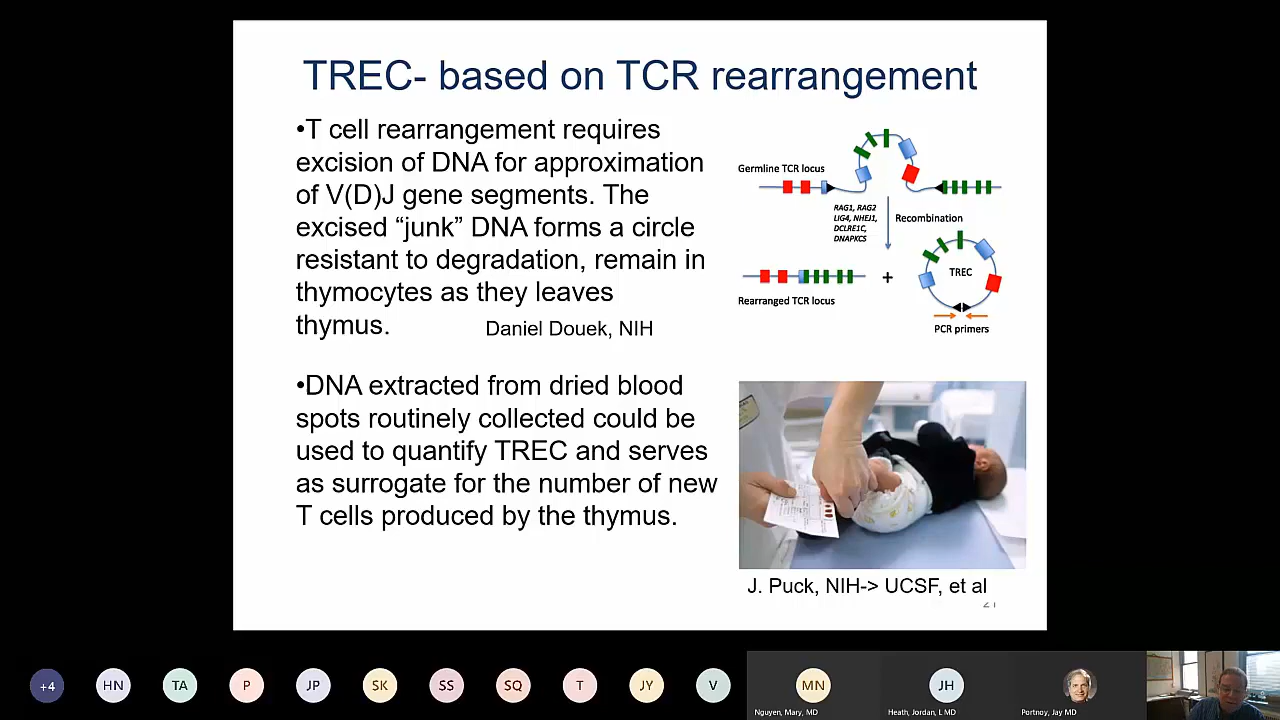 TREC- based on TCR rearrangement
•T cell rearrangement requires
excision of DNA for approximation
of V(D)J gene segments. The
excised “junk” DNA forms a circle
resistant to degradation, remain in
thymocytes as they leaves
thymus.
Daniel Douek, NIH
•DNA extracted from dried blood
spots routinely collected could be
used to quantify TREC and serves
as surrogate for the number of new
T cells produced by the thymus.
Germline TCR locus
RAG1, RAG2
LIG4, NHEJ1,
DCLRE1C,
DNAPKCS
Recombination
TREC
+
Rearranged TCR locus
PCR primers
J. Puck, NIH-> UCSF, et al
+4
HN
TA
P
JP
SK
SS
SQ
T
JY
V
MN
Nguyen, Mary, MD
JH
Heath, Jordan, L MD
Portnoy, Jay MD